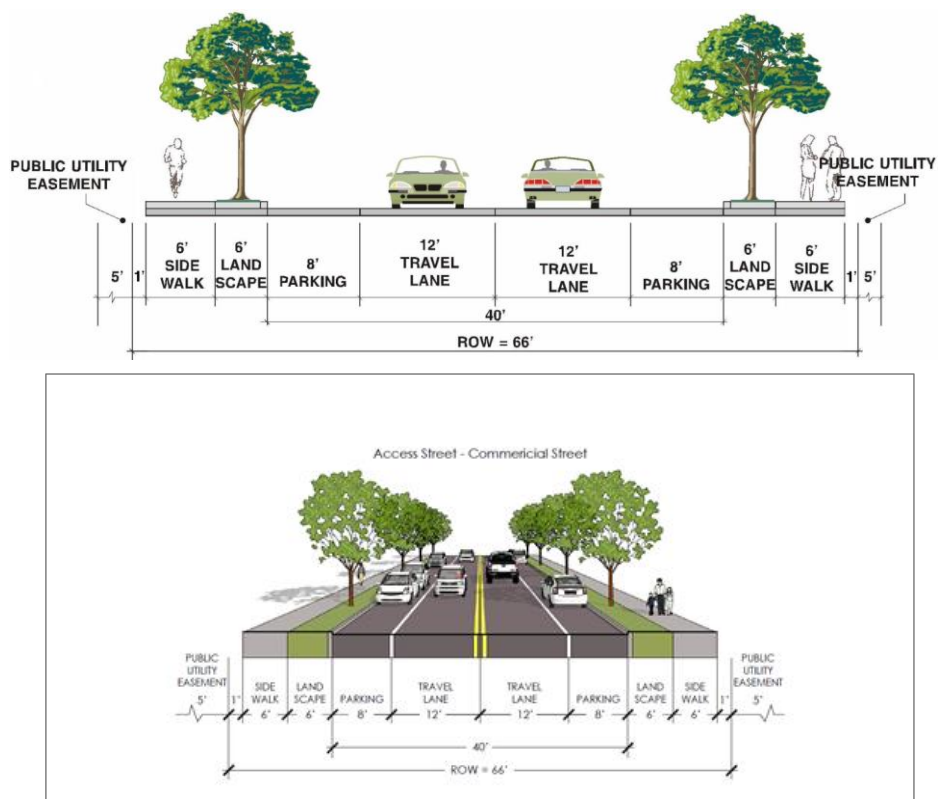 PUBLIC UTILITY
EASEMENT
PUBLIC UTILITY
EASEMENT
5'
1'
6'
SIDE
WALK
6'
LAND
SCAPE
8'
PARKING
12'
TRAVEL
LANE
12'
TRAVEL
LANE
8'
PARKING
6'
LAND
SCAPE
6'
SIDE
WALK
1'
5'
40'
ROW = 66'
Access Street - Commericial Street
PUBLIC
UTILITY
EASEMENT
5'
1'
SIDE
WALK
6'
LAND
SCAPE
6'
PARKING
8'
TRAVEL
LANE
12'
TRAVEL
LANE
12'
PARKING
8'
LAND
SCAPE
6'
SIDE
WALK
6'
1'
PUBLIC
UTILITY
EASEMENT
5'
40'
ROW = 66'